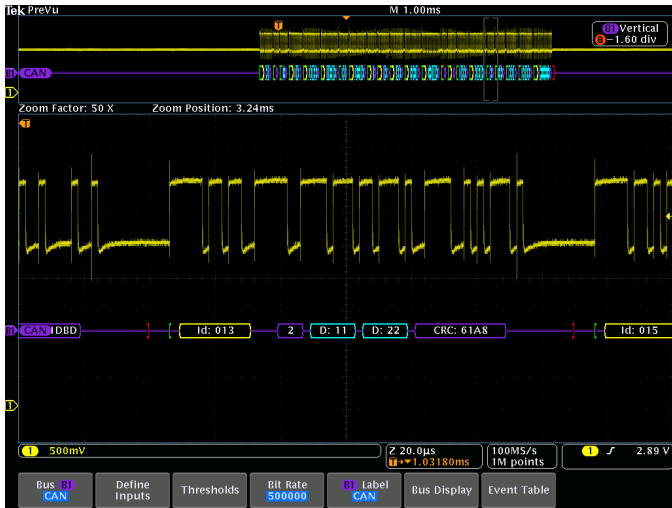 Tek PreVu M 1.00ms
T
B1 Vertical
a -1.60 div
B1 CAN
1
Zoom Factor: 50 X Zoom Position: 3.24ms
T
B1 CAN DBD Id: 013 2 D: 11 D: 22 CRC: 61A8 Id: 015
1
1 500mV Z 20.0μs 100MS/s 1 2.89 V
T→▼1.03180ms 1M points
Bus B1 Define Thresholds Bit Rate B1 Label Bus Display Event Table
CAN Inputs 500000 CAN